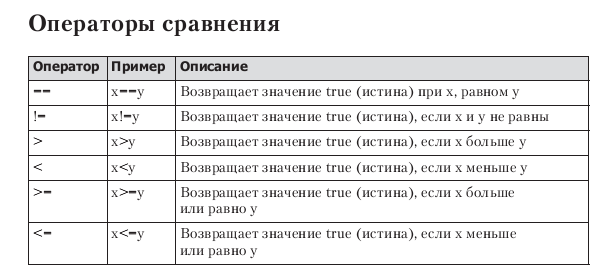 Операторы сравнения
Оператор Пример Описание
== x==y Возвращает значение true (истина) при x, равном y
!= x!=y Возвращает значение true (истина), если x и y не равны
> x>y Возвращает значение true (истина), если x больше y
< x<y Возвращает значение true (истина), если x меньше y
>= x>=y Возвращает значение true (истина), если x больше
или равно y
<= x<=y Возвращает значение true (истина), если x меньше
или равно y